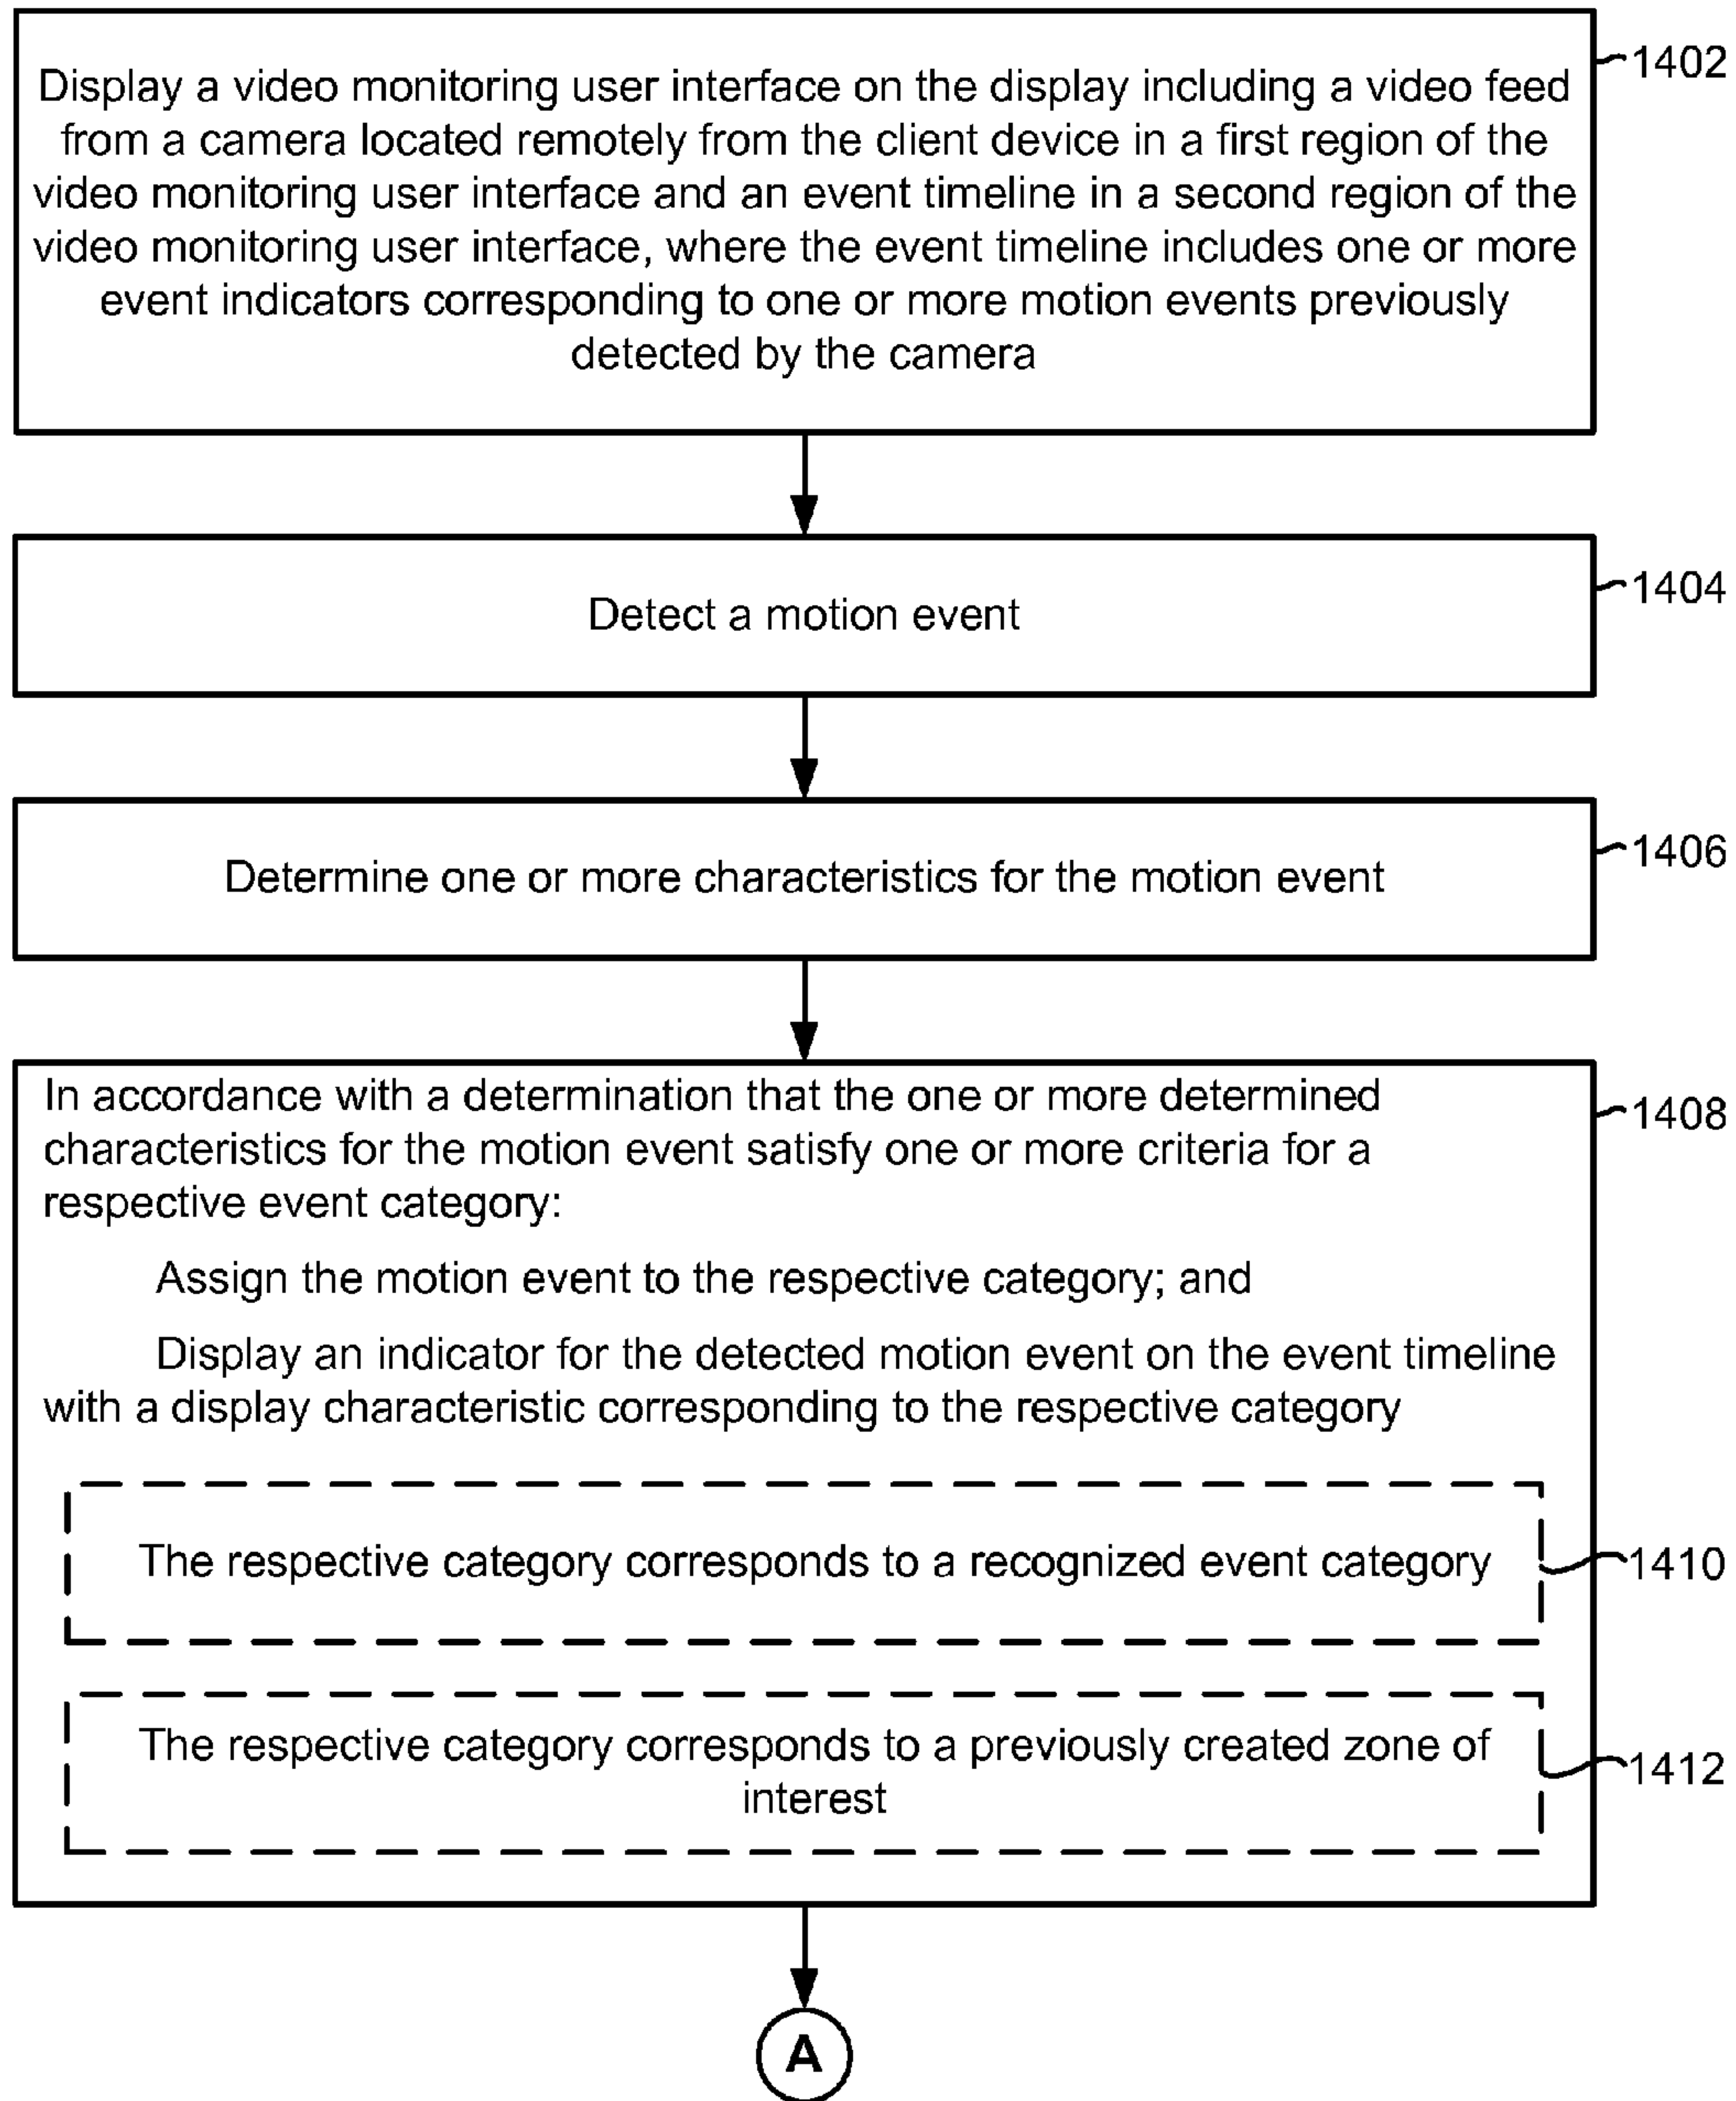 Display a video monitoring user interface on the display including a video feed
from a camera located remotely from the client device in a first region of the
video monitoring user interface and an event timeline in a second region of the
video monitoring user interface, where the event timeline includes one or more
event indicators corresponding to one or more motion events previously
detected by the camera
1402
Detect a motion event
1404
Determine one or more characteristics for the motion event
1406
In accordance with a determination that the one or more determined
characteristics for the motion event satisfy one or more criteria for a
respective event category:
Assign the motion event to the respective category; and
Display an indicator for the detected motion event on the event timeline
with a display characteristic corresponding to the respective category
1408
The respective category corresponds to a recognized event category
1410
The respective category corresponds to a previously created zone of
interest
1412
A